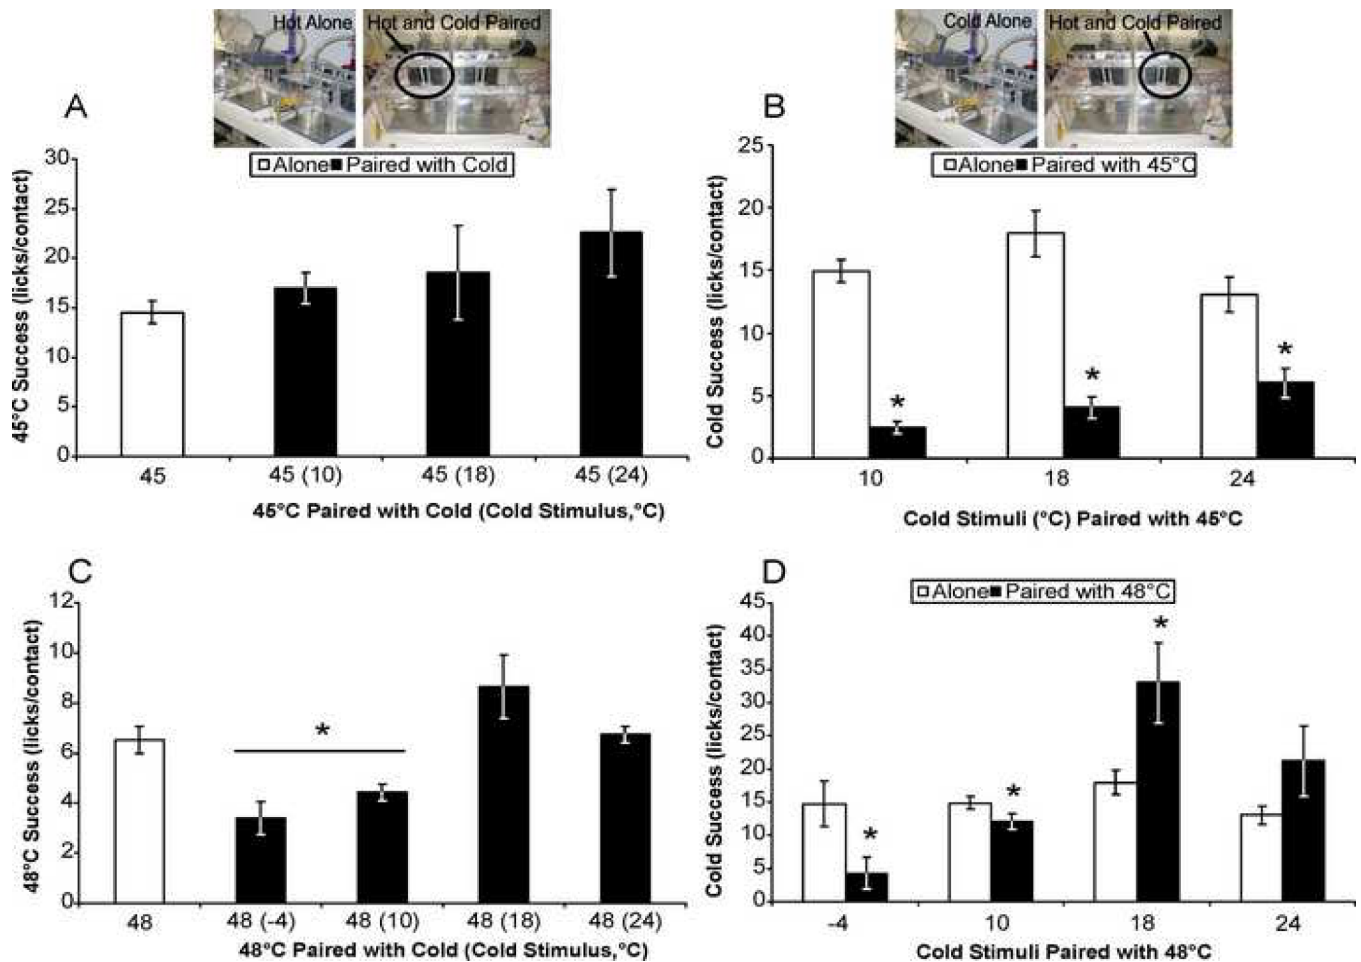 Hot Alone
Hot and Cold Paired
A
30
25
20
15
10
5
0
45°C Success (licks/contact)
Alone Paired with Cold
45
45 (10)
45 (18)
45 (24)
45°C Paired with Cold (Cold Stimulus,°C)
Cold Alone
Hot and Cold Paired
B
25
20
15
10
5
0
Cold Success (licks/contact)
Alone Paired with 45°C
*
*
*
10
18
24
Cold Stimuli (°C) Paired with 45°C
C
12
10
8
6
4
2
0
48°C Success (licks/contact)
*
48
48 (-4)
48 (10)
48 (18)
48 (24)
48°C Paired with Cold (Cold Stimulus,°C)
D
45
40
35
30
25
20
15
10
5
0
Cold Success (licks/contact)
Alone Paired with 48°C
*
*
*
-4
10
18
24
Cold Stimuli Paired with 48°C